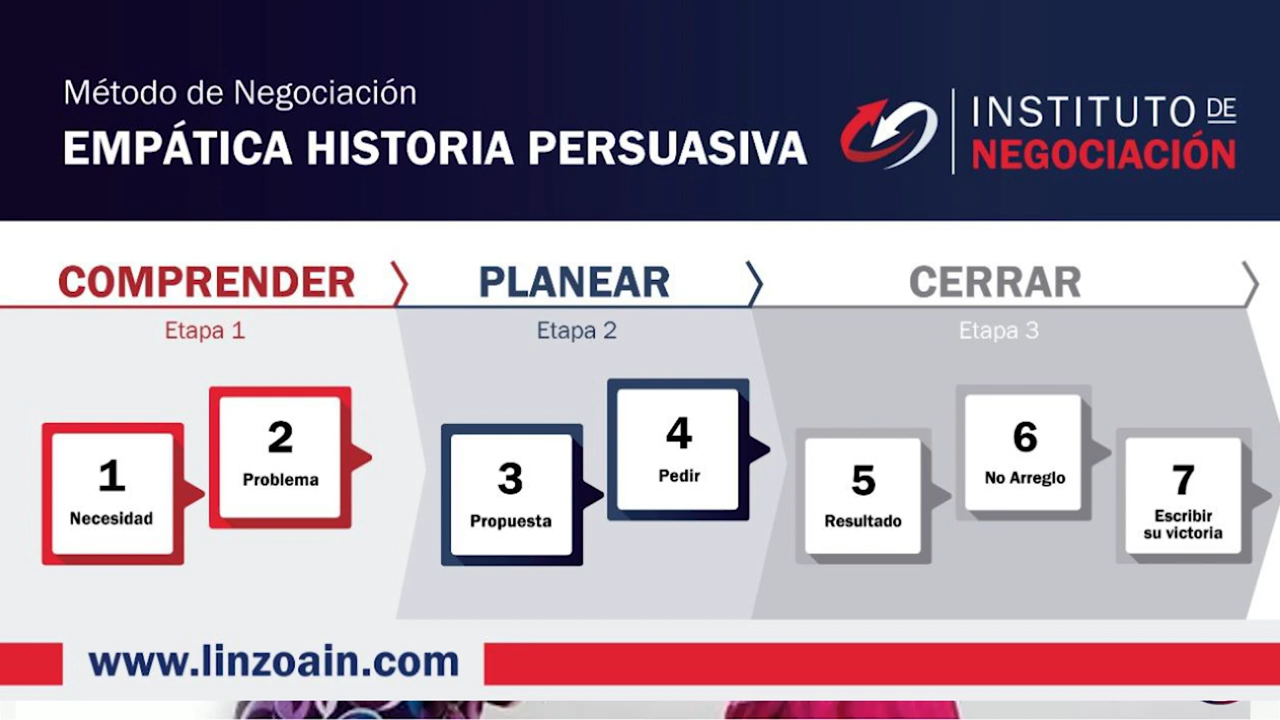 Método de Negociación
EMPÁTICA HISTORIA PERSUASIVA
INSTITUTO DE
NEGOCIACIÓN
COMPRENDER
Etapa 1
1
Necesidad
2
Problema
PLANEAR
Etapa 2
3
Propuesta
4
Pedir
CERRAR
Etapa 3
5
Resultado
6
No Arreglo
7
Escribir
su victoria
www.linzoain.com